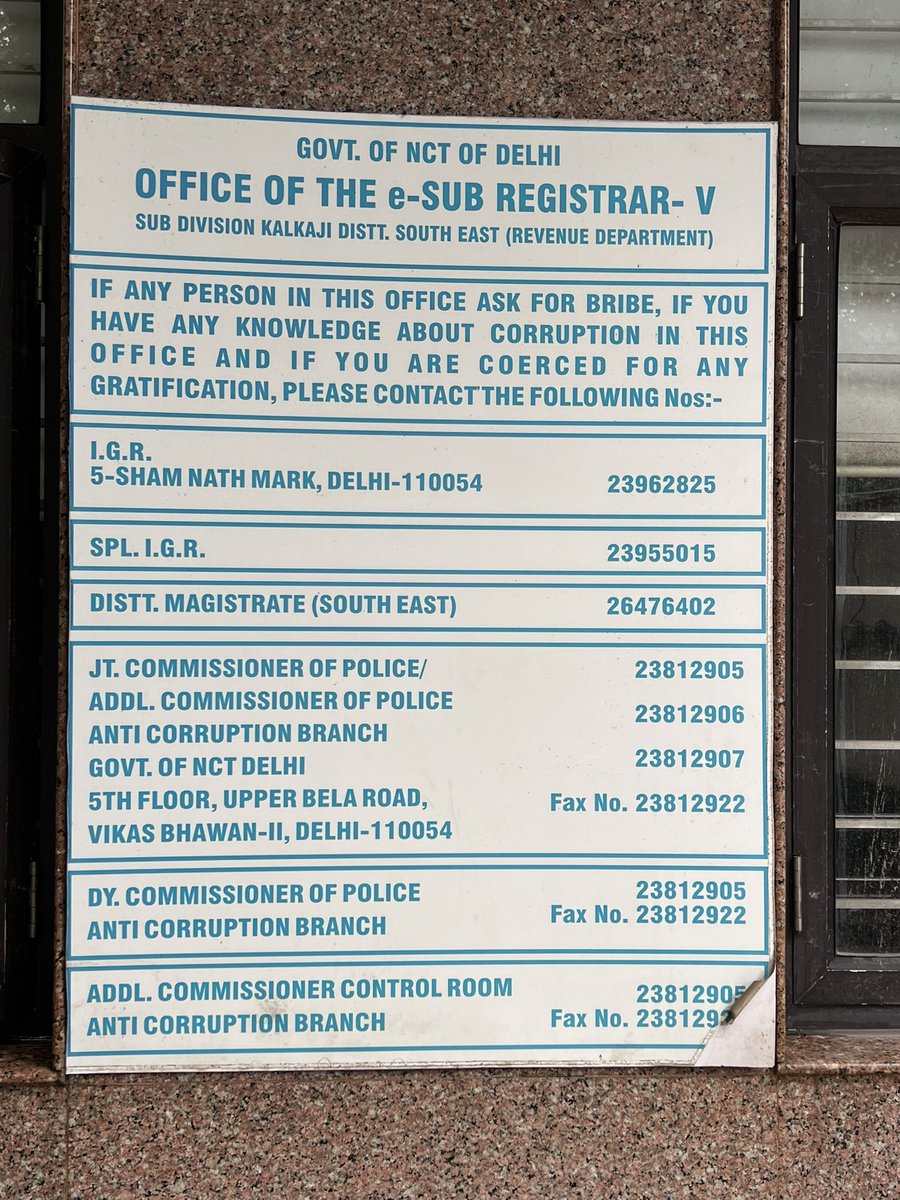 GOVT. OF NCT OF DELHI
OFFICE OF THE e-SUB REGISTRAR- V
SUB DIVISION KALKAJI DISTT. SOUTH EAST (REVENUE DEPARTMENT)
IF ANY PERSON IN THIS OFFICE ASK FOR BRIBE, IF YOU
HAVE ANY KNOWLEDGE ABOUT CORRUPTION IN THIS
OFFICE AND IF YOU ARE COERCED FOR ANY
GRATIFICATION, PLEASE CONTACT THE FOLLOWING Nos:-
I.G.R.
5-SHAM NATH MARK, DELHI-110054 23962825
SPL. I.G.R. 23955015
DISTT. MAGISTRATE (SOUTH EAST) 26476402
JT. COMMISSIONER OF POLICE/ 23812905
ADDL. COMMISSIONER OF POLICE 23812906
ANTI CORRUPTION BRANCH
GOVT. OF NCT DELHI 23812907
5TH FLOOR, UPPER BELA ROAD, Fax No. 23812922
VIKAS BHAWAN-II, DELHI-110054
DY. COMMISSIONER OF POLICE 23812905
ANTI CORRUPTION BRANCH Fax No. 23812922
ADDL. COMMISSIONER CONTROL ROOM 23812905
ANTI CORRUPTION BRANCH Fax No.